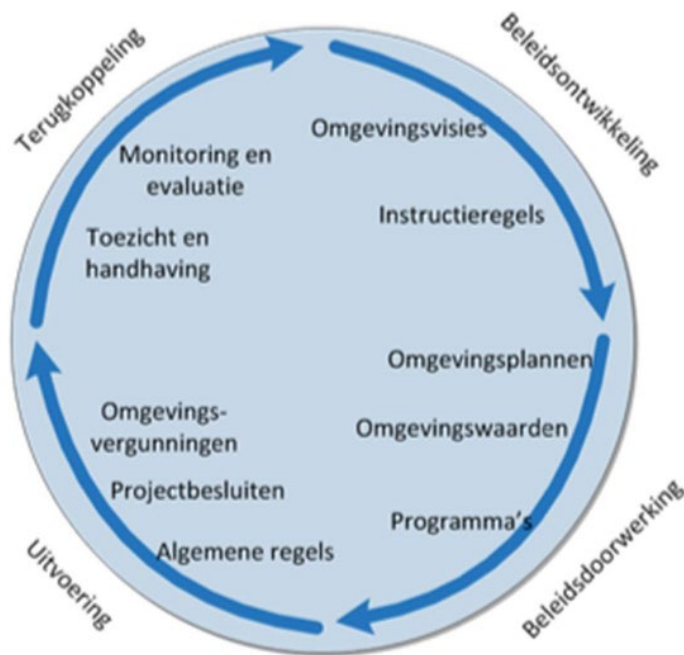 Beleidsontwikkeling
Omgevingsvisies
Instructieregels
Omgevingsplannen
Omgevingswaarden
Programma's
Beleidsdoorwerking
Algemene regels
Projectbesluiten
Omgevings-
vergunningen
Uitvoering
Toezicht en
handhaving
Monitoring en
evaluatie
Terugkoppeling